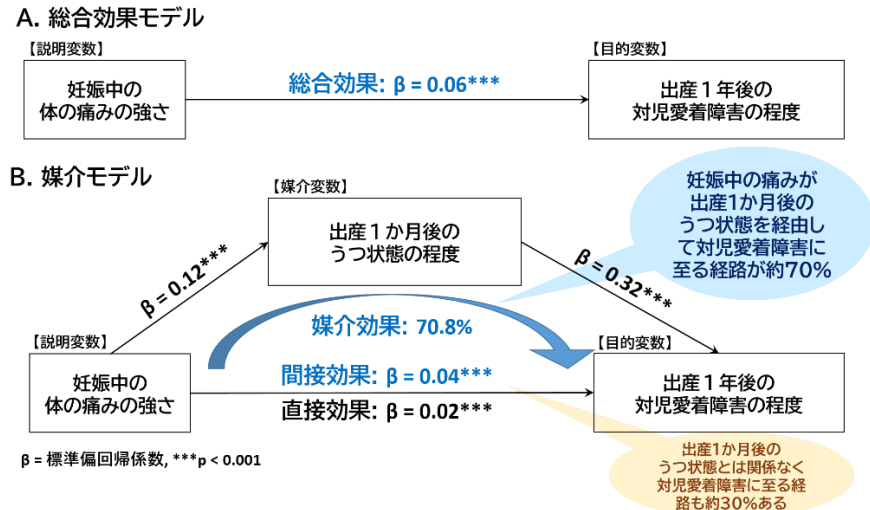 A. 総合効果モデル
【説明変数】
妊娠中の
体の痛みの強さ
総合効果: β = 0.06***
【目的変数】
出産１年後の
対児愛着障害の程度
B. 媒介モデル
【媒介変数】
出産１か月後の
うつ状態の程度
妊娠中の痛みが
出産1か月後の
うつ状態を経由し
て対児愛着障害に
至る経路が約70%
β = 0.12***
β = 0.32***
媒介効果: 70.8%
【説明変数】
妊娠中の
体の痛みの強さ
間接効果: β = 0.04***
直接効果: β = 0.02***
【目的変数】
出産１年後の
対児愛着障害の程度
β = 標準偏回帰係数, ***p < 0.001
出産1か月後の
うつ状態とは関係なく
対児愛着障害に至る経
路も約30%ある